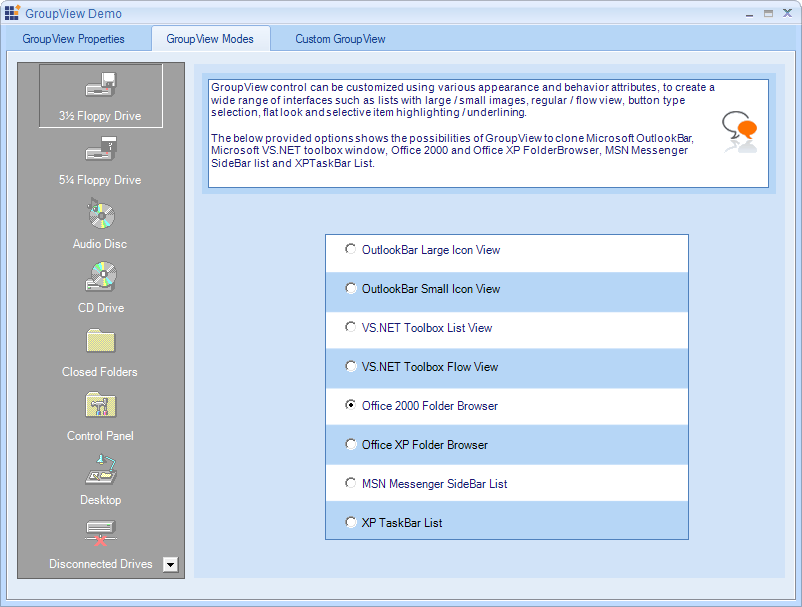 GroupView Demo
GroupView Properties
GroupView Modes
Custom GroupView
3½ Floppy Drive
5¼ Floppy Drive
Audio Disc
CD Drive
Closed Folders
Control Panel
Desktop
Disconnected Drives
GroupView control can be customized using various appearance and behavior attributes, to create a
wide range of interfaces such as lists with large / small images, regular / flow view, button type
selection, flat look and selective item highlighting / underlining.
The below provided options shows the possibilities of GroupView to clone Microsoft OutlookBar,
Microsoft VS.NET toolbox window, Office 2000 and Office XP FolderBrowser, MSN Messenger
SideBar list and XPTaskBar List.
OutlookBar Large Icon View
OutlookBar Small Icon View
VS.NET Toolbox List View
VS.NET Toolbox Flow View
Office 2000 Folder Browser
Office XP Folder Browser
MSN Messenger SideBar List
XP TaskBar List